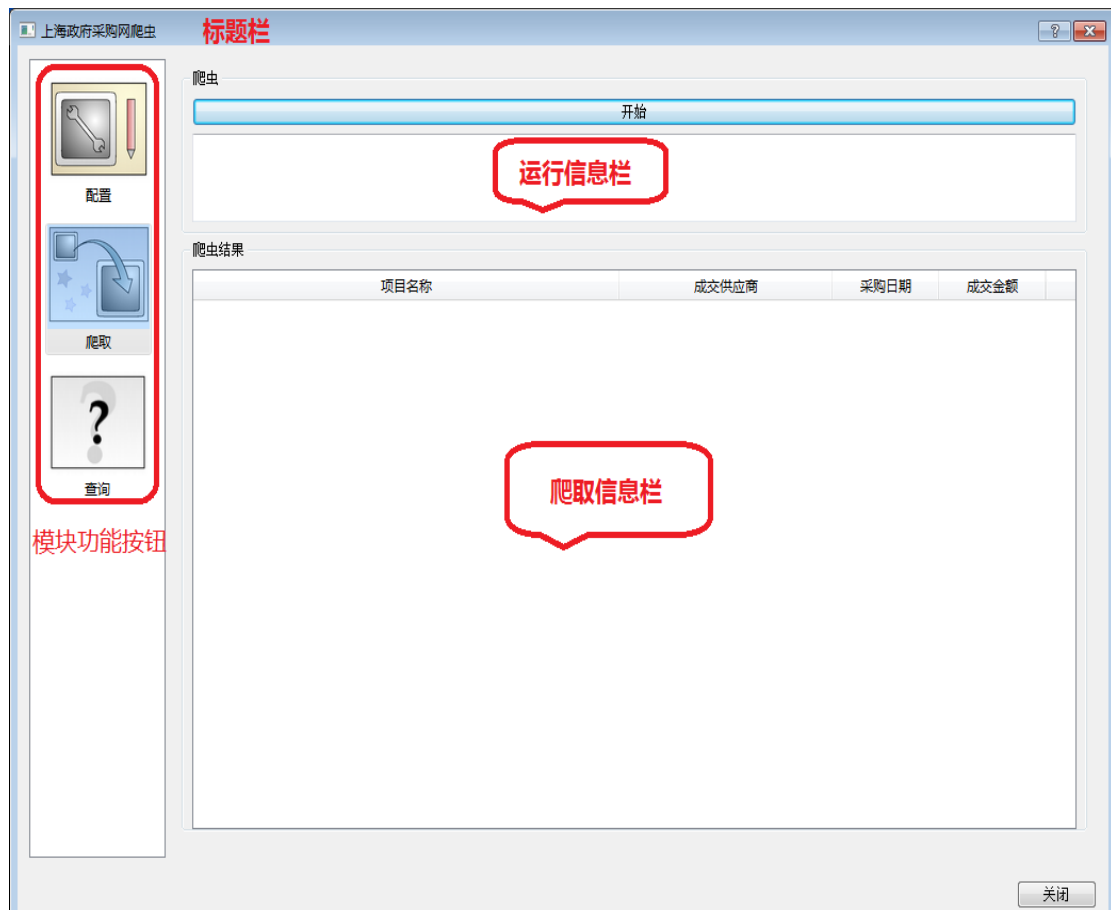 上海政府采购网爬虫
标题栏
爬虫
开始
运行信息栏
配置
爬虫结果
项目名称 成交供应商 采购日期 成交金额
爬取
爬取信息栏
查询
模块功能按钮
关闭